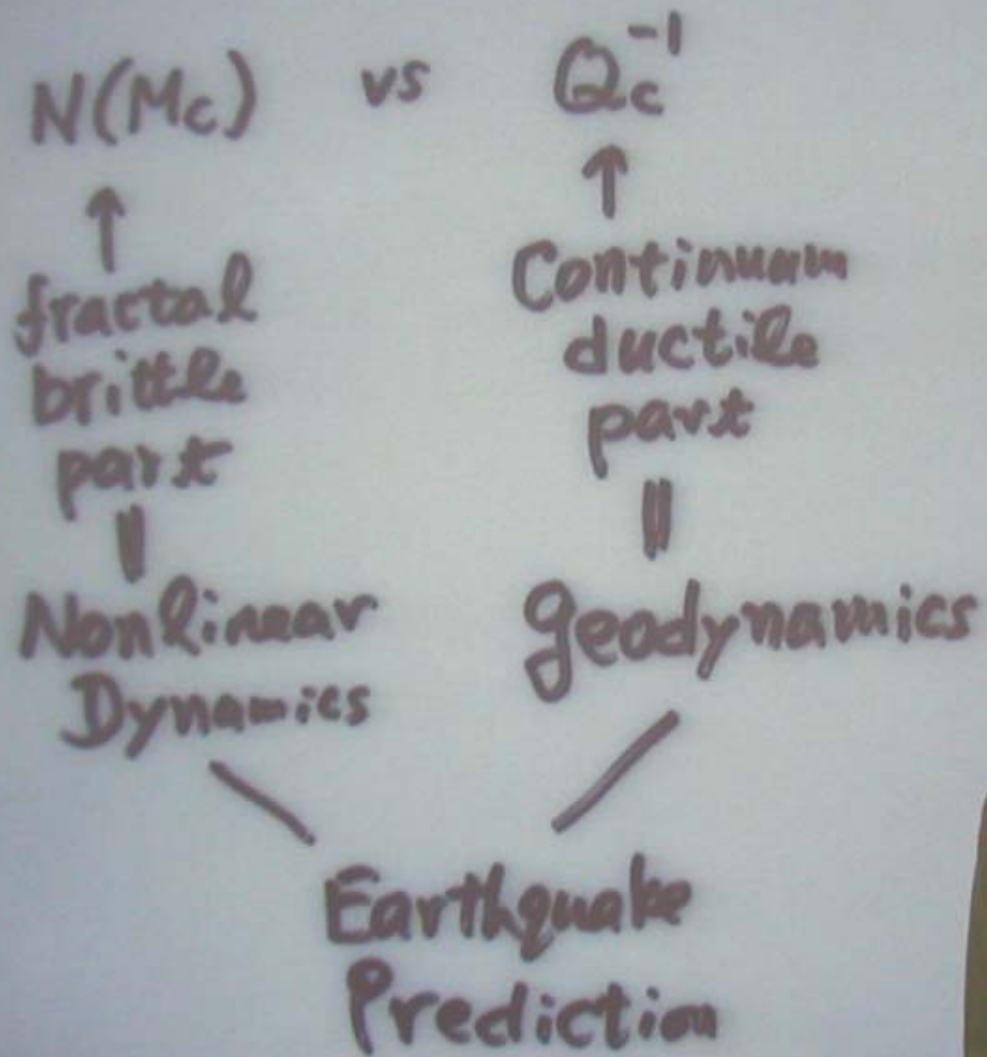 N(Mc) vs Qc⁻¹
↑ ↑
fractal
brittle
part
Continuum
ductile
part
|| ||
Nonlinear
Dynamics
geodynamics
Earthquake
Prediction